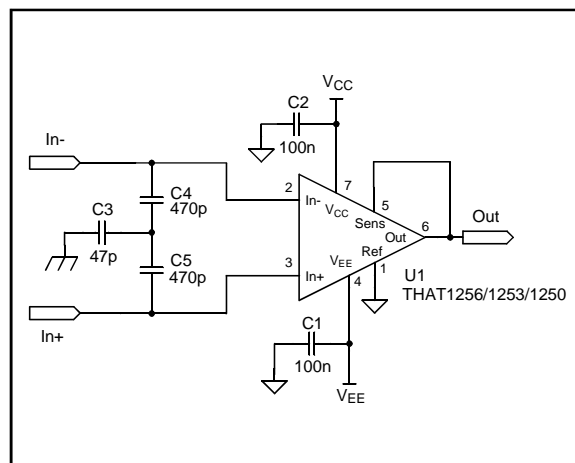 VCC
C2
100n
In-
C4
470p
C3
47p
C5
470p
In+
2
In-
VCC
7
5
Sens
Out
6
Out
3
In+
VEE
4
Ref
1
U1
THAT1256/1253/1250
C1
100n
VEE